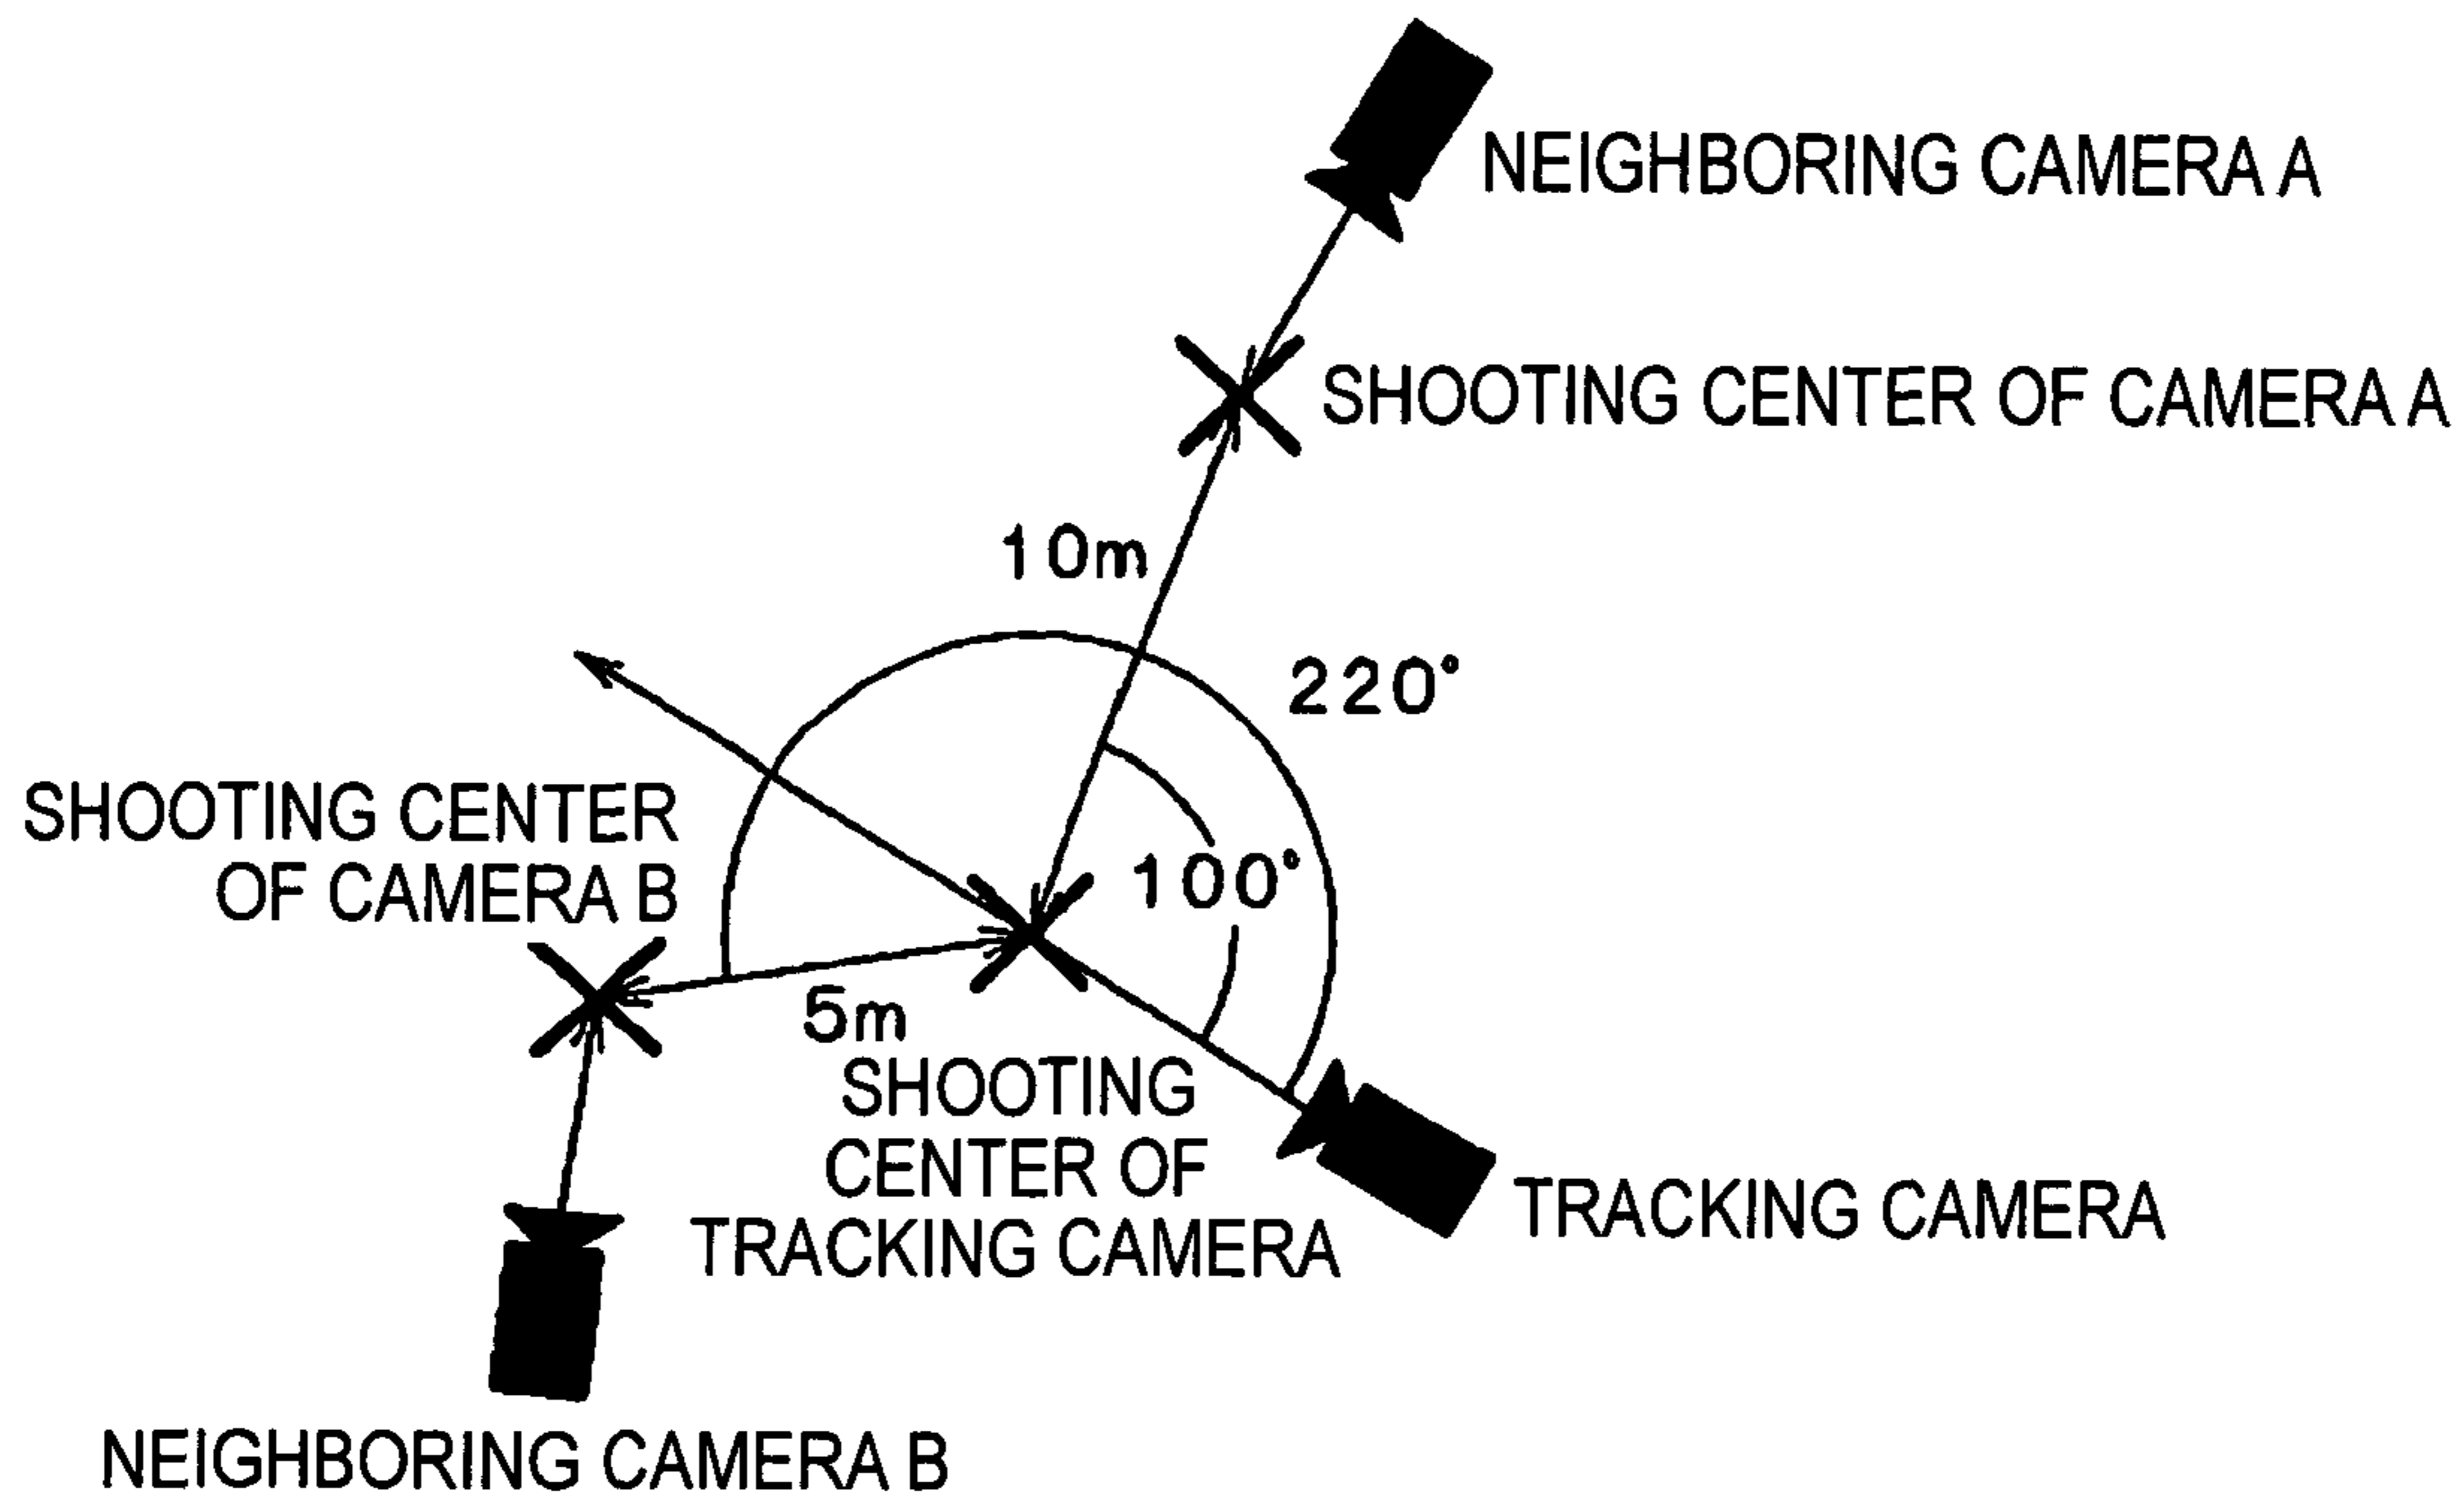 NEIGHBORING CAMERA A
SHOOTING CENTER OF CAMERA A
10m
220°
SHOOTING CENTER
OF CAMERA B
100°
5m
SHOOTING
CENTER OF
TRACKING CAMERA
TRACKING CAMERA
NEIGHBORING CAMERA B